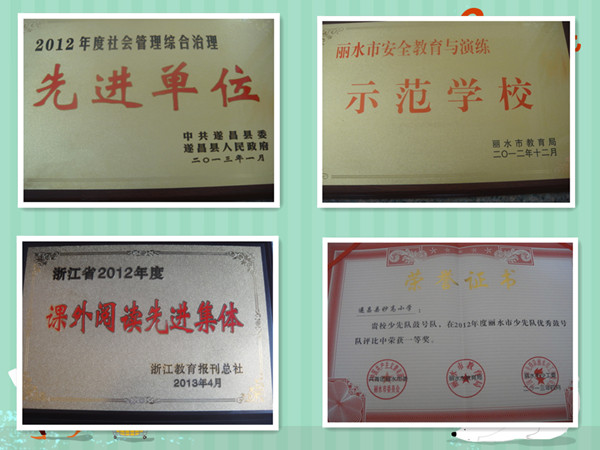 2012年度社会管理综合治理
先进单位
中共遂昌县委
遂昌县人民政府
二〇一三年一月
丽水市安全教育与演练
示范学校
丽水市教育局
二〇一二年十二月
浙江省2012年度
课外阅读先进集体
浙江教育报刊总社
2013年4月
荣誉证书
遂昌县妙高小学：
贵校少先队鼓号队，在2012年度丽水市少先队优秀鼓号
队评比中荣获一等奖。
丽水市教育局